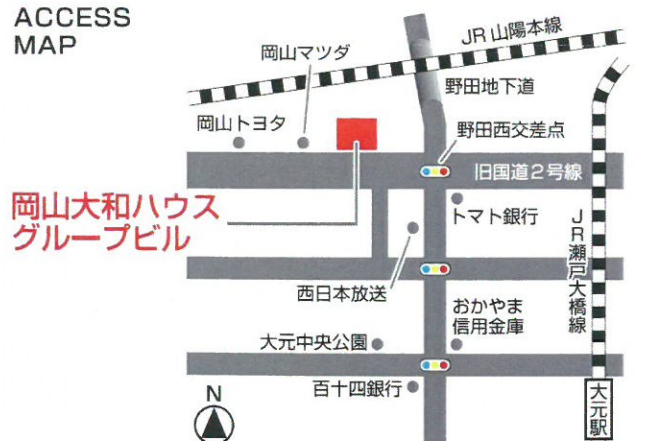 ACCESS
MAP
JR山陽本線
岡山マツダ
野田地下道
岡山トヨタ
野田西交差点
旧国道2号線
岡山大和ハウス
グループビル
トマト銀行
JR瀬戸大橋線
西日本放送
おかやま
信用金庫
大元中央公園
百十四銀行
大元駅
N